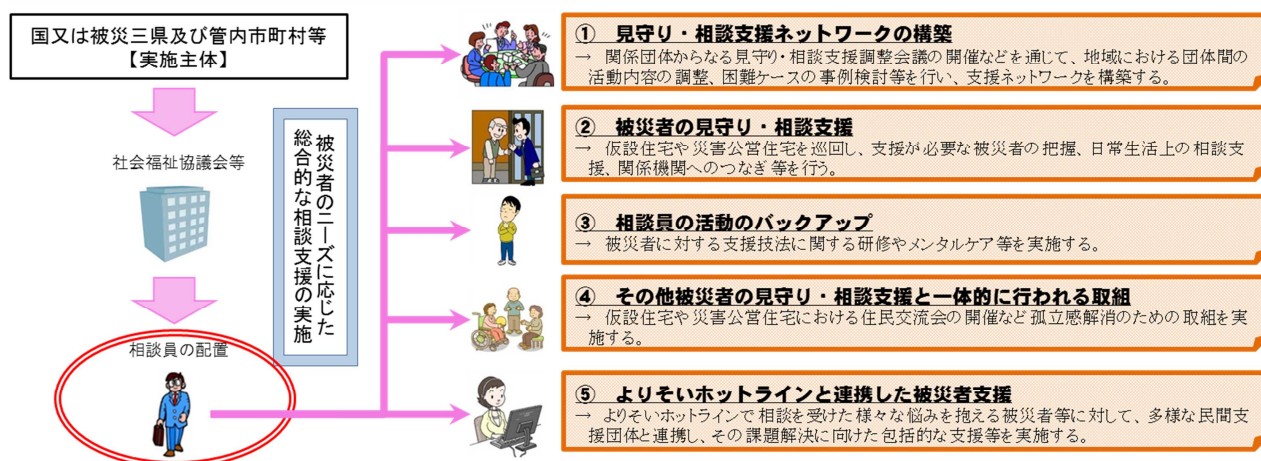 国又は被災三県及び管内市町村等
【実施主体】
社会福祉協議会等
相談員の配置
被災者のニーズに応じた
総合的な相談支援の実施
① 見守り・相談支援ネットワークの構築
→ 関係団体からなる見守り・相談支援調整会議の開催などを通じて、地域における団体間の
活動内容の調整、困難ケースの事例検討等を行い、支援ネットワークを構築する。
② 被災者の見守り・相談支援
→ 仮設住宅や災害公営住宅を巡回し、支援が必要な被災者の把握、日常生活上の相談支
援、関係機関へのつなぎ等を行う。
③ 相談員の活動のバックアップ
→ 被災者に対する支援技法に関する研修やメンタルケア等を実施する。
④ その他被災者の見守り・相談支援と一体的に行われる取組
→ 仮設住宅や災害公営住宅における住民交流会の開催など孤立感解消のための取組を実
施する。
⑤ よりそいホットラインと連携した被災者支援
→ よりそいホットラインで相談を受けた様々な悩みを抱える被災者等に対して、多様な民間支
援団体と連携し、その課題解決に向けた包括的な支援等を実施する。